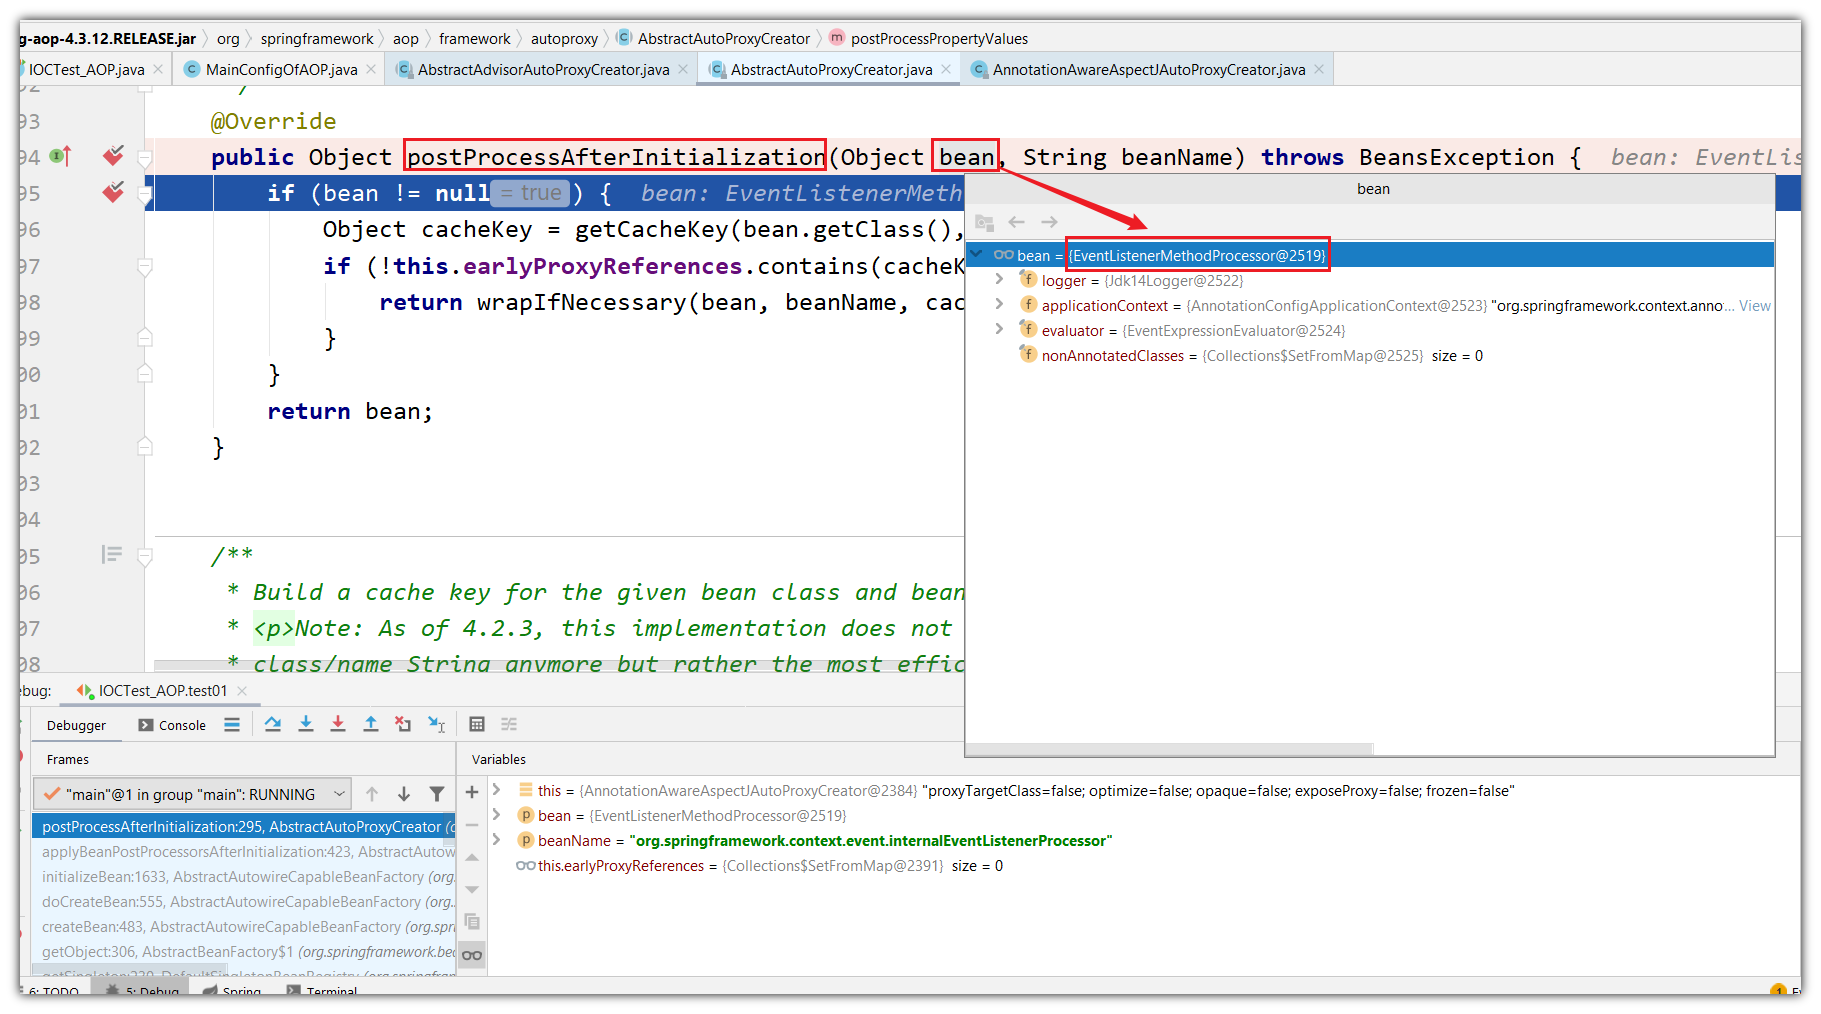 g-aop-4.3.12.RELEASE.jar org springframework aop framework autoproxy AbstractAutoProxyCreator postProcessPropertyValues
IOCTest_AOP.java MainConfigOfAOP.java AbstractAdvisorAutoProxyCreator.java AbstractAutoProxyCreator.java AnnotationAwareAspectJAutoProxyCreator.java
/
93 @Override
94 public Object postProcessAfterInitialization(Object bean, String beanName) throws BeansException { bean: EventLis
95 if (bean != null = true ) { bean: EventListenerMeth
96 Object cacheKey = getCacheKey(bean.getClass(),
97 if (!this.earlyProxyReferences.contains(cacheK
98 return wrapIfNecessary(bean, beanName, cac
}
00 }
01 return bean;
02 }
03
04
05 /**
06 * Build a cache key for the given bean class and bean
07 * <p>Note: As of 4.2.3, this implementation does not
08 * class/name String anymore but rather the most effic
bean
bean = {EventListenerMethodProcessor@2519}
logger = {Jdk14Logger@2522}
applicationContext = {AnnotationConfigApplicationContext@2523} "org.springframework.context.anno... View
evaluator = {EventExpressionEvaluator@2524}
nonAnnotatedClasses = {Collections$SetFromMap@2525} size = 0
ebug: IOCTest_AOP.test01
Debugger Console
Frames
"main"@1 in group "main": RUNNING
postProcessAfterInitialization:295, AbstractAutoProxyCreator (o
applyBeanPostProcessorsAfterInitialization:423, AbstractAutow
initializeBean:1633, AbstractAutowireCapableBeanFactory (org.
doCreateBean:555, AbstractAutowireCapableBeanFactory (org.
createBean:483, AbstractAutowireCapableBeanFactory (org.spr
getObject:306, AbstractBeanFactory$1 (org.springframework.be
getSingleton:230, DefaultSingletonBeanRegistry (org.springfram
Variables
this = {AnnotationAwareAspectJAutoProxyCreator@2384} "proxyTargetClass=false; optimize=false; opaque=false; exposeProxy=false; frozen=false"
bean = {EventListenerMethodProcessor@2519}
beanName = "org.springframework.context.event.internalEventListenerProcessor"
this.earlyProxyReferences = {Collections$SetFromMap@2391} size = 0
6: TODO 5: Debug Spring Terminal 1 Ev